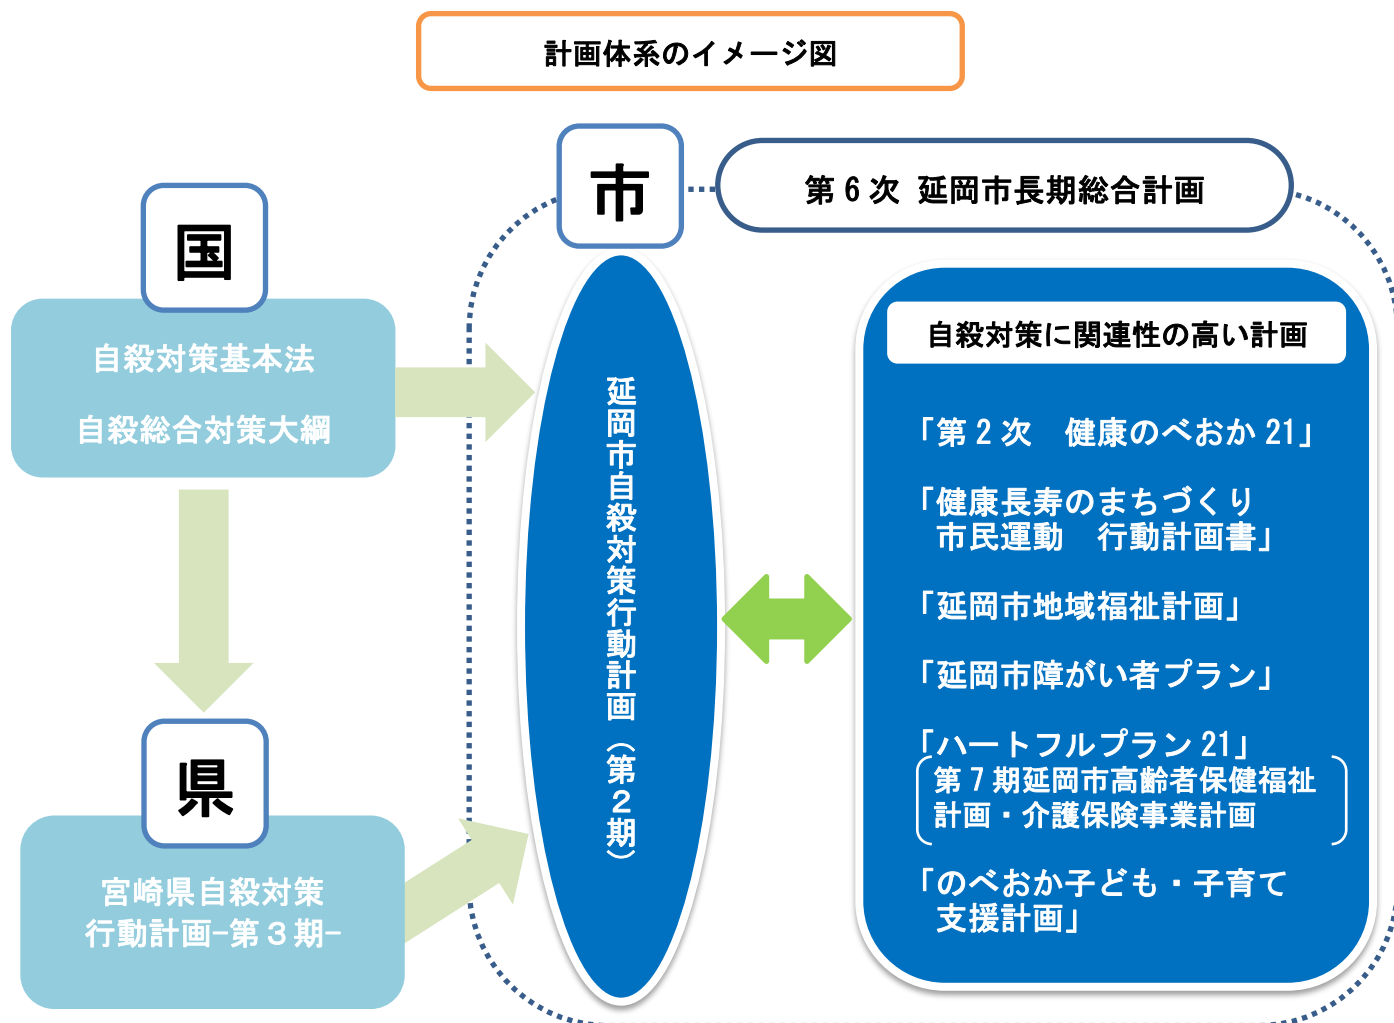 計画体系のイメージ図
国
自殺対策基本法
自殺総合対策大綱
県
宮崎県自殺対策
行動計画-第3期-
市
第6次 延岡市長期総合計画
延岡市自殺対策行動計画(第2期)
自殺対策に関連性の高い計画
「第2次　健康のべおか21」
「健康長寿のまちづくり
市民運動　行動計画書」
「延岡市地域福祉計画」
「延岡市障がい者プラン」
「ハートフルプラン21」
第7期延岡市高齢者保健福祉
計画・介護保険事業計画
「のべおか子ども・子育て
支援計画」